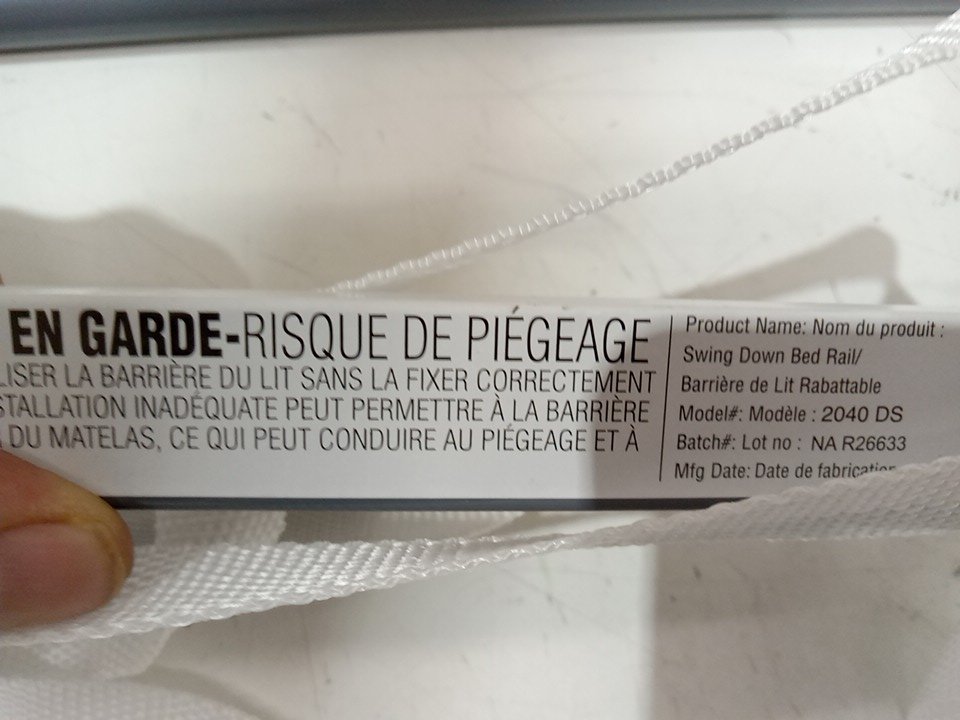 EN GARDE-RISQUE DE PIÉGEAGE
LISER LA BARRIÈRE DU LIT SANS LA FIXER CORRECTEMENT
STALLATION INADÉQUATE PEUT PERMETTRE À LA BARRIÈRE
DU MATELAS, CE QUI PEUT CONDUIRE AU PIÉGEAGE ET À
Product Name: Nom du produit :
Swing Down Bed Rail/
Barrière de Lit Rabattable
Model#: Modèle : 2040 DS
Batch#: Lot no : NA R26633
Mfg Date: Date de fabrication